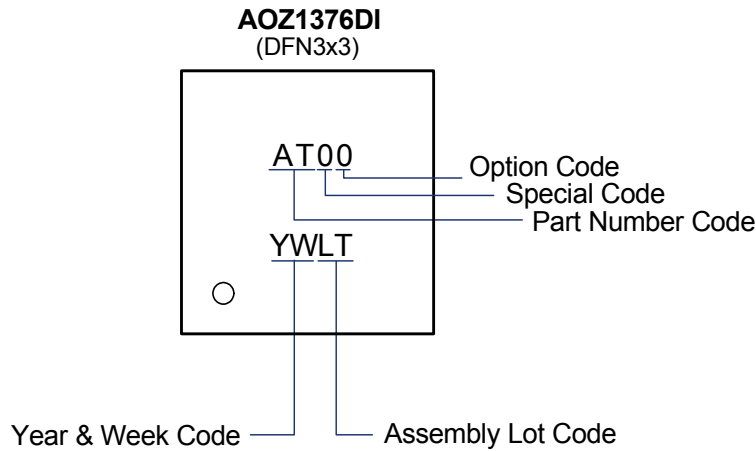 AOZ1376DI
(DFN3x3)
AT00
Option Code
Special Code
Part Number Code
YWLT
Year & Week Code
Assembly Lot Code